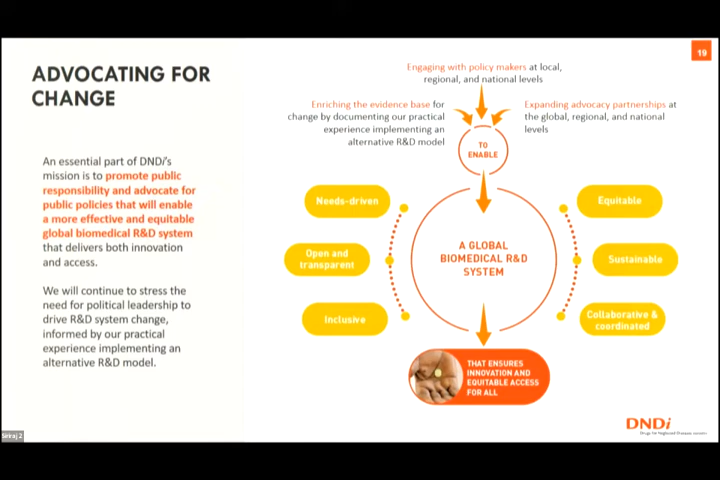 19
ADVOCATING FOR
CHANGE
An essential part of DNDi's
mission is to promote public
responsibility and advocate for
public policies that will enable
a more effective and equitable
global biomedical R&D system
that delivers both innovation
and access.
We will continue to stress the
need for political leadership to
drive R&D system change,
informed by our practical
experience implementing an
alternative R&D model.
Engaging with policy makers at local,
regional, and national levels
Enriching the evidence base for
change by documenting our practical
experience implementing an
alternative R&D model
Expanding advocacy partnerships at
the global, regional, and national
levels
TO
ENABLE
Needs-driven
Open and
transparent
Inclusive
A GLOBAL
BIOMEDICAL R&D
SYSTEM
Equitable
Sustainable
Collaborative &
coordinated
THAT ENSURES
INNOVATION AND
EQUITABLE ACCESS
FOR ALL
DNDi
Drugs for Neglected Diseases initiative